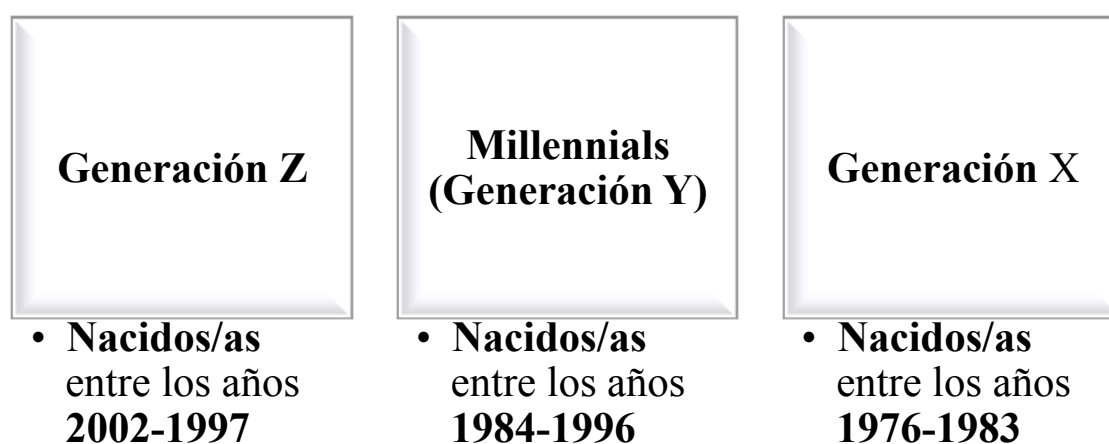 Generación Z
• Nacidos/as
entre los años
2002-1997
Millennials
(Generación Y)
• Nacidos/as
entre los años
1984-1996
Generación X
• Nacidos/as
entre los años
1976-1983